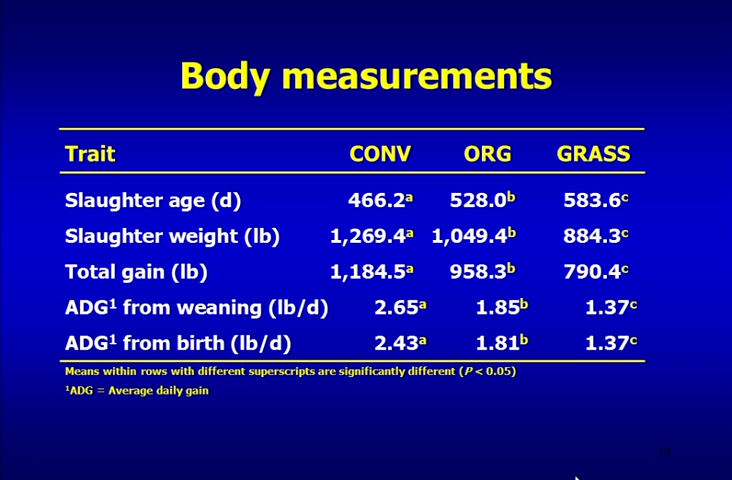 Body measurements
Trait CONV ORG GRASS
Slaughter age (d) 466.2a 528.0b 583.6c
Slaughter weight (lb) 1,269.4a 1,049.4b 884.3c
Total gain (lb) 1,184.5a 958.3b 790.4c
ADG¹ from weaning (lb/d) 2.65a 1.85b 1.37c
ADG¹ from birth (lb/d) 2.43a 1.81b 1.37c
Means within rows with different superscripts are significantly different (P < 0.05)
¹ADG = Average daily gain